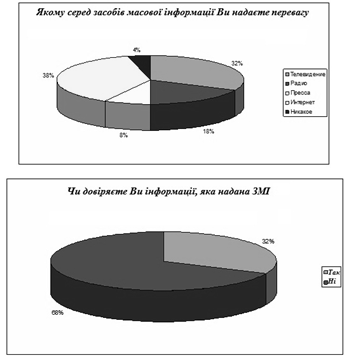 Якому серед засобів масової інформації Ви надаєте перевагу
4%
38%
32%
Телевидение
Радио
Пресса
Интернет
Никакое
8%
18%
Чи довіряєте Ви інформації, яка надана ЗМІ
32%
Так
Ні
68%